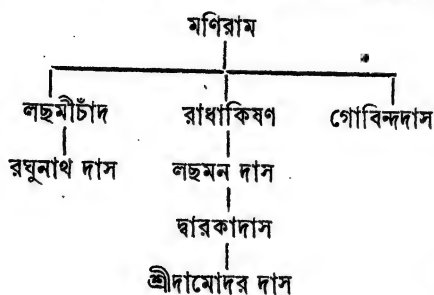 মণিরাম
লছমীচাঁদ রাধাকিষণ গোবিন্দদাস
রঘুনাথ দাস লছমন দাস
দ্বারকাদাস
শ্রীদামোদর দাস